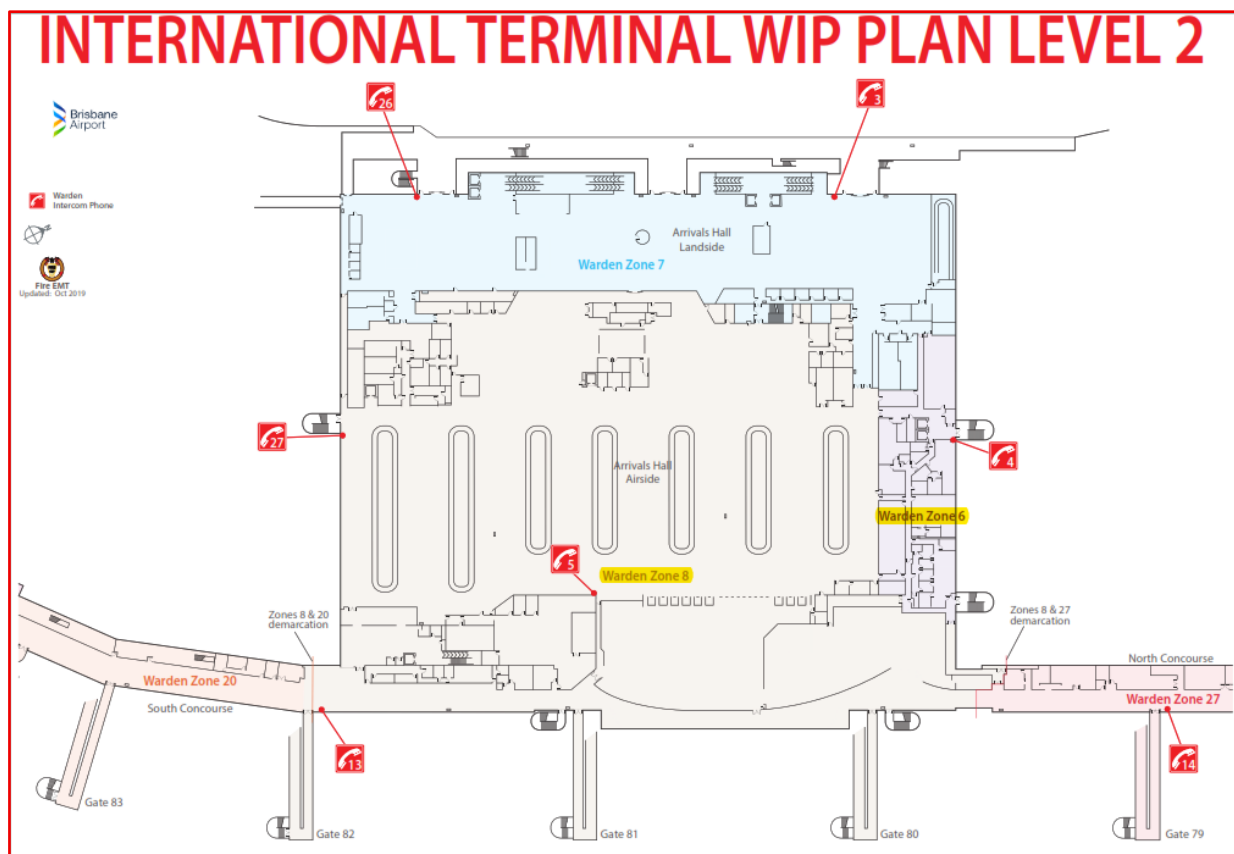 INTERNATIONAL TERMINAL WIP PLAN LEVEL 2
Brisbane
Airport
26
3
Warden
Intercom Phone
Fire EMT
Updated: Oct 2019
Arrivals Hall
Landside
Warden Zone 7
27
4
Arrivals Hall
Airside
Warden Zone 6
5
Warden Zone 8
Zones 8 & 20
demarcation
Zones 8 & 27
demarcation
North Concourse
Warden Zone 20
South Concourse
Warden Zone 27
13
14
Gate 83
Gate 82
Gate 81
Gate 80
Gate 79